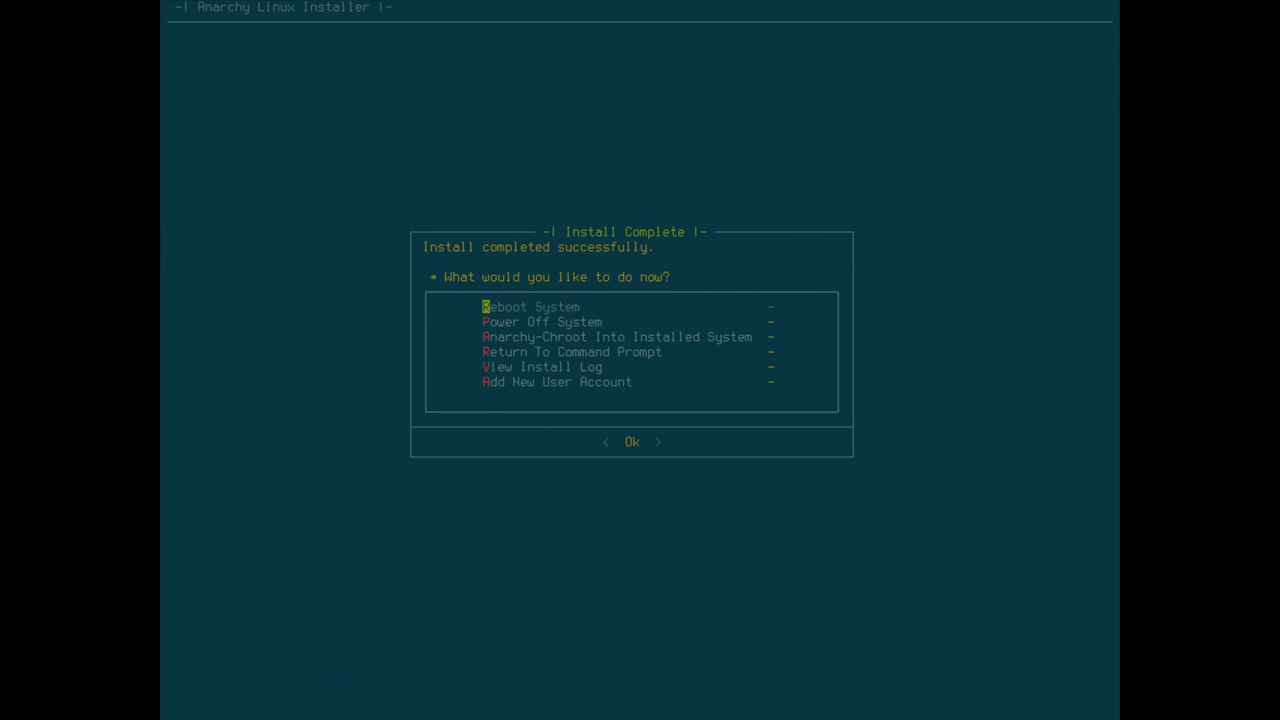 -| Anarchy Linux Installer |-
-| Install Complete |-
Install completed successfully.
* What would you like to do now?
Reboot System -
Power Off System -
Anarchy-Chroot Into Installed System -
Return To Command Prompt -
View Install Log -
Add New User Account -
< Ok >